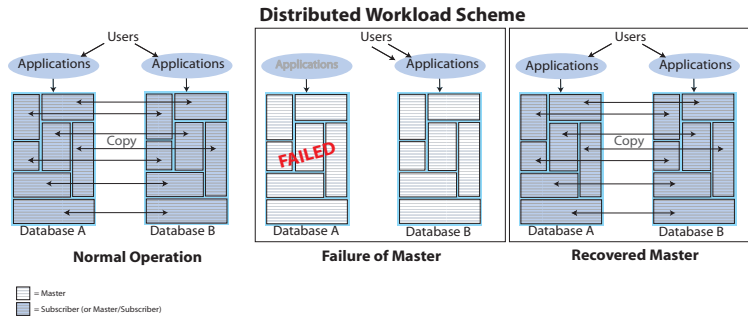 Distributed Workload Scheme
Users
Applications
Applications
Copy
Database A
Database B
Normal Operation
Users
Applications
Applications
FAILED
Database A
Database B
Failure of Master
Users
Applications
Applications
Copy
Database A
Database B
Recovered Master
= Master
= Subscriber (or Master/Subscriber)